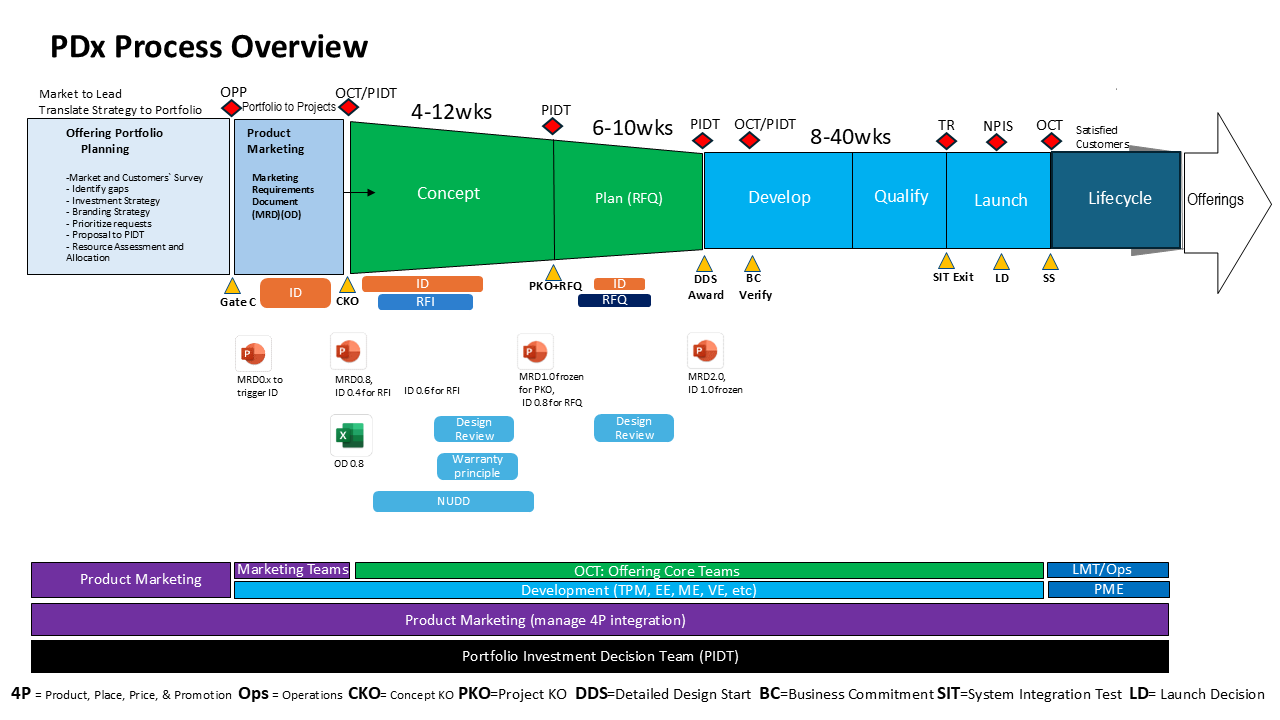 PDx Process Overview
Market to Lead
Translate Strategy to Portfolio
OPP
Portfolio to Projects
OCT/PIDT
4-12wks
PIDT
6-10wks
PIDT
OCT/PIDT
8-40wks
TR
NPIS
OCT
Satisfied
Customers
Offering Portfolio
Planning
-Market and Customers` Survey
- Identify gaps
- Investment Strategy
- Branding Strategy
- Prioritize requests
- Proposal to PIDT
- Resource Assessment and
Allocation
Product
Marketing
Marketing
Requirements
Document
(MRD)(OD)
Concept
Plan (RFQ)
Develop
Qualify
Launch
Lifecycle
Offerings
Gate C
ID
CKO
ID
RFI
PKO+RFQ
ID
RFQ
DDS
Award
BC
Verify
SIT Exit
LD
SS
MRD0.x to
trigger ID
MRD0.8,
ID 0.4 for RFI
ID 0.6 for RFI
MRD1.0 frozen
for PKO,
ID 0.8 for RFQ
MRD2.0,
ID 1.0 frozen
OD 0.8
Design
Review
Design
Review
Warranty
principle
NUDD
Product Marketing
Marketing Teams
OCT: Offering Core Teams
LMT/Ops
Development (TPM, EE, ME, VE, etc)
PME
Product Marketing (manage 4P integration)
Portfolio Investment Decision Team (PIDT)
4P = Product, Place, Price, & Promotion Ops = Operations CKO= Concept KO PKO=Project KO DDS=Detailed Design Start BC=Business Commitment SIT=System Integration Test LD= Launch Decision